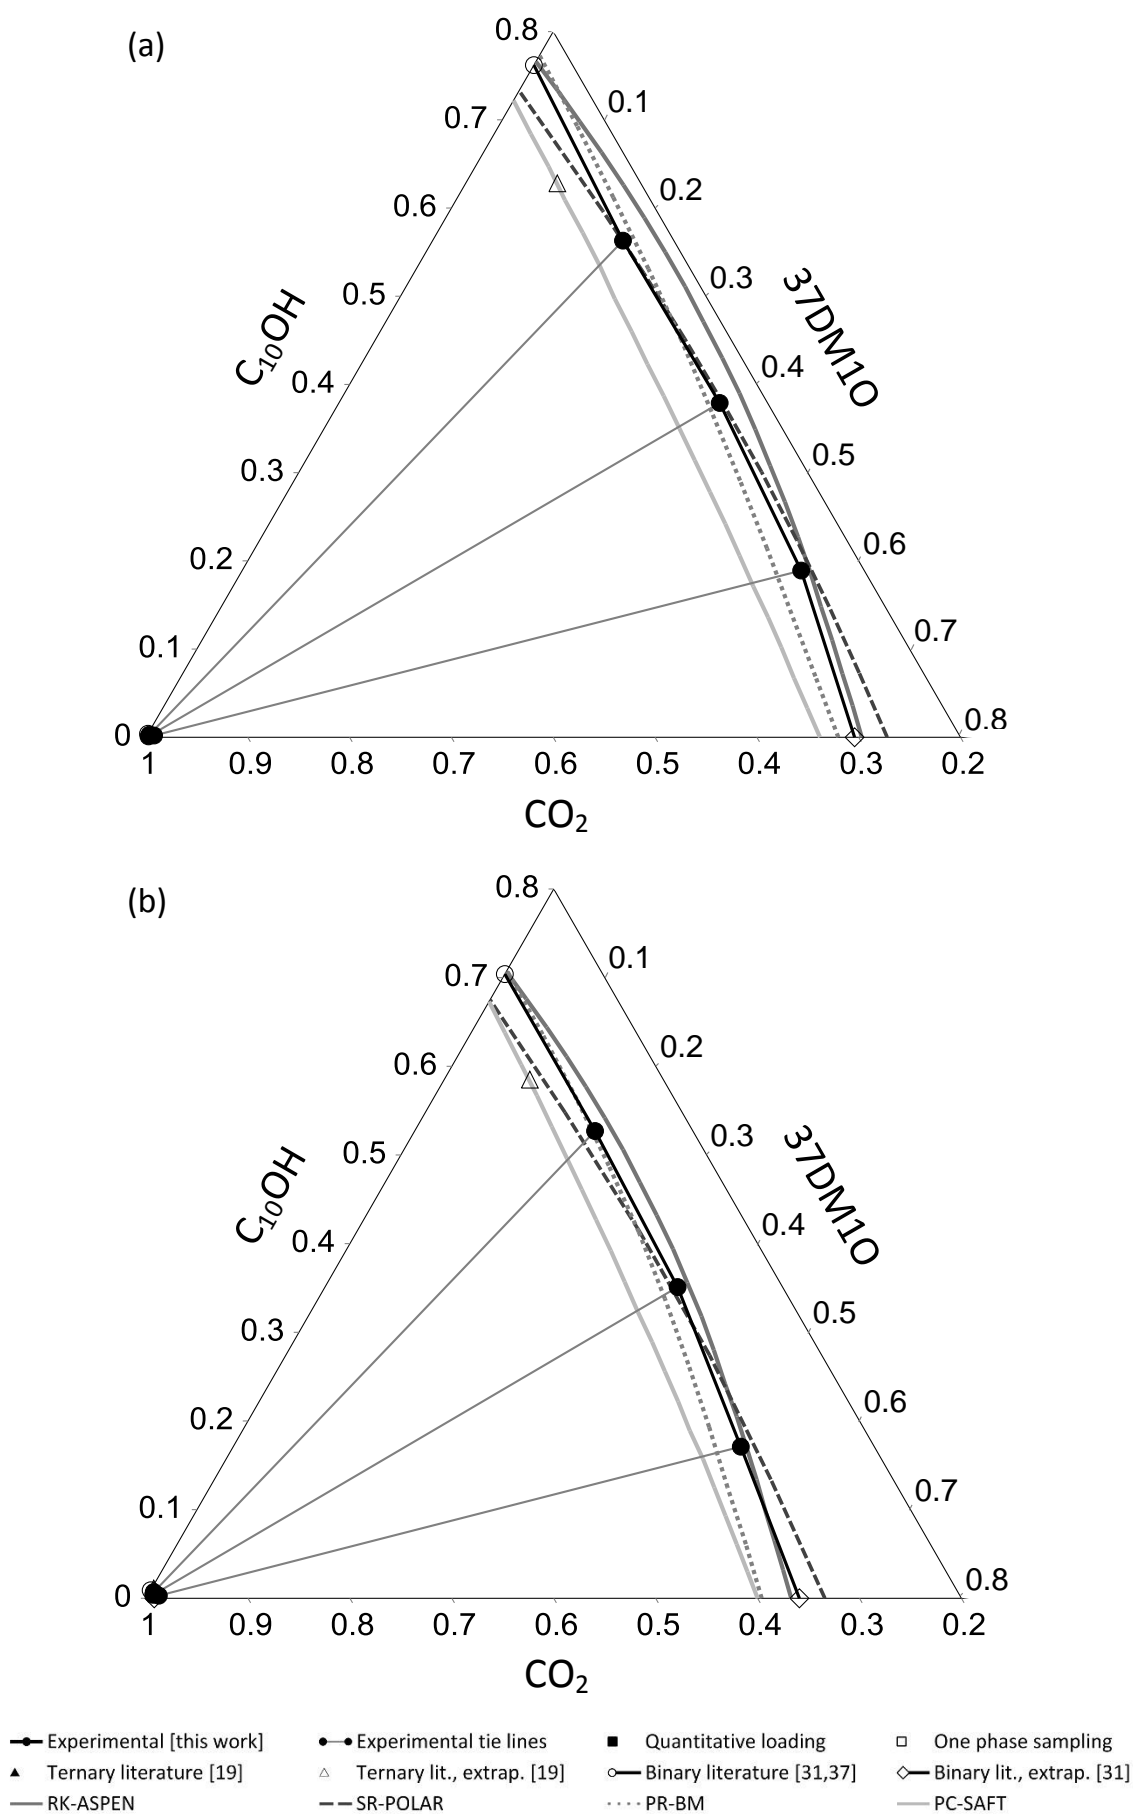 (a)
0.8
0.7
0.6
0.5
0.4
0.3
0.2
0.1
0
C₁₀OH
0.1
0.2
0.3
0.4
0.5
0.6
0.7
0.8
37DM1O
1 0.9 0.8 0.7 0.6 0.5 0.4 0.3 0.2
CO₂
(b)
0.8
0.7
0.6
0.5
0.4
0.3
0.2
0.1
0
C₁₀OH
0.1
0.2
0.3
0.4
0.5
0.6
0.7
0.8
37DM1O
1 0.9 0.8 0.7 0.6 0.5 0.4 0.3 0.2
CO₂
Experimental [this work] Experimental tie lines Quantitative loading One phase sampling
Ternary literature [19] Ternary lit., extrap. [19] Binary literature [31,37] Binary lit., extrap. [31]
RK-ASPEN SR-POLAR PR-BM PC-SAFT